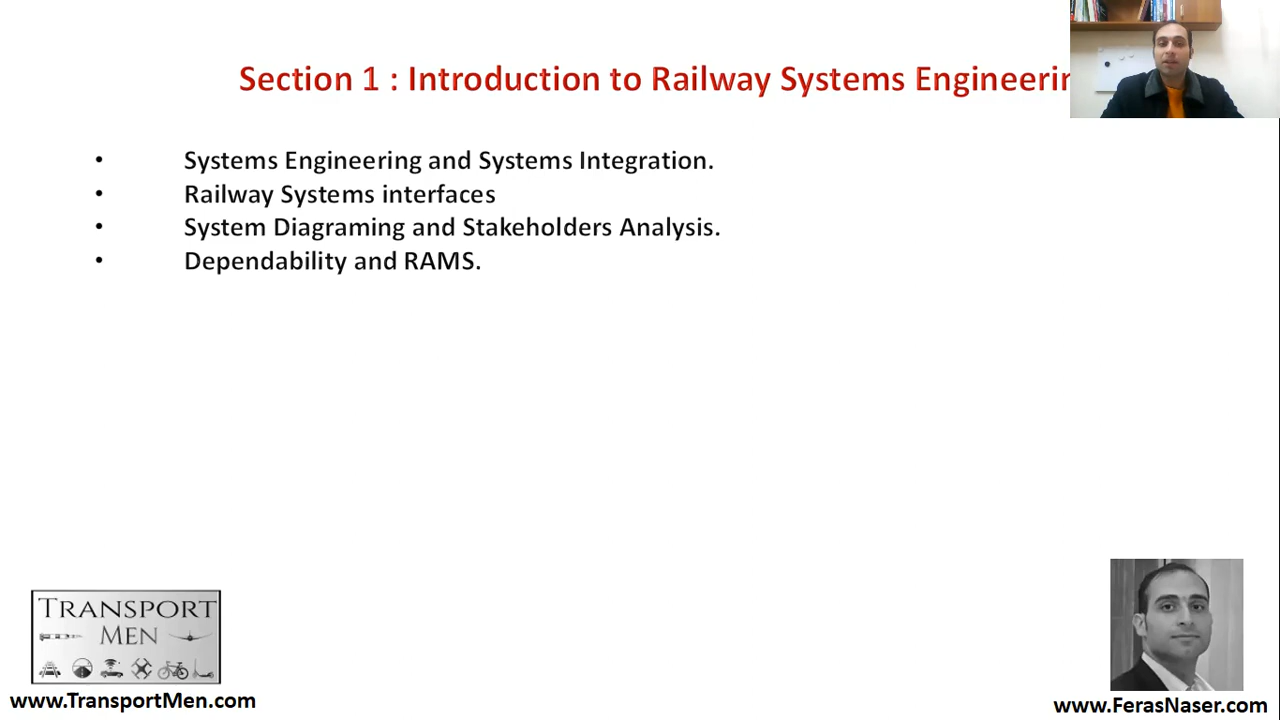 Section 1 : Introduction to Railway Systems Engineerin
• Systems Engineering and Systems Integration.
• Railway Systems interfaces
• System Diagraming and Stakeholders Analysis.
• Dependability and RAMS.
TRANSPORT
MEN
www.TransportMen.com
www.FerasNaser.com